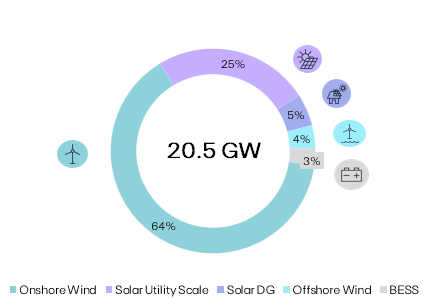 25%
5%
4%
3%
20.5 GW
64%
Onshore Wind Solar Utility Scale Solar DG Offshore Wind BESS